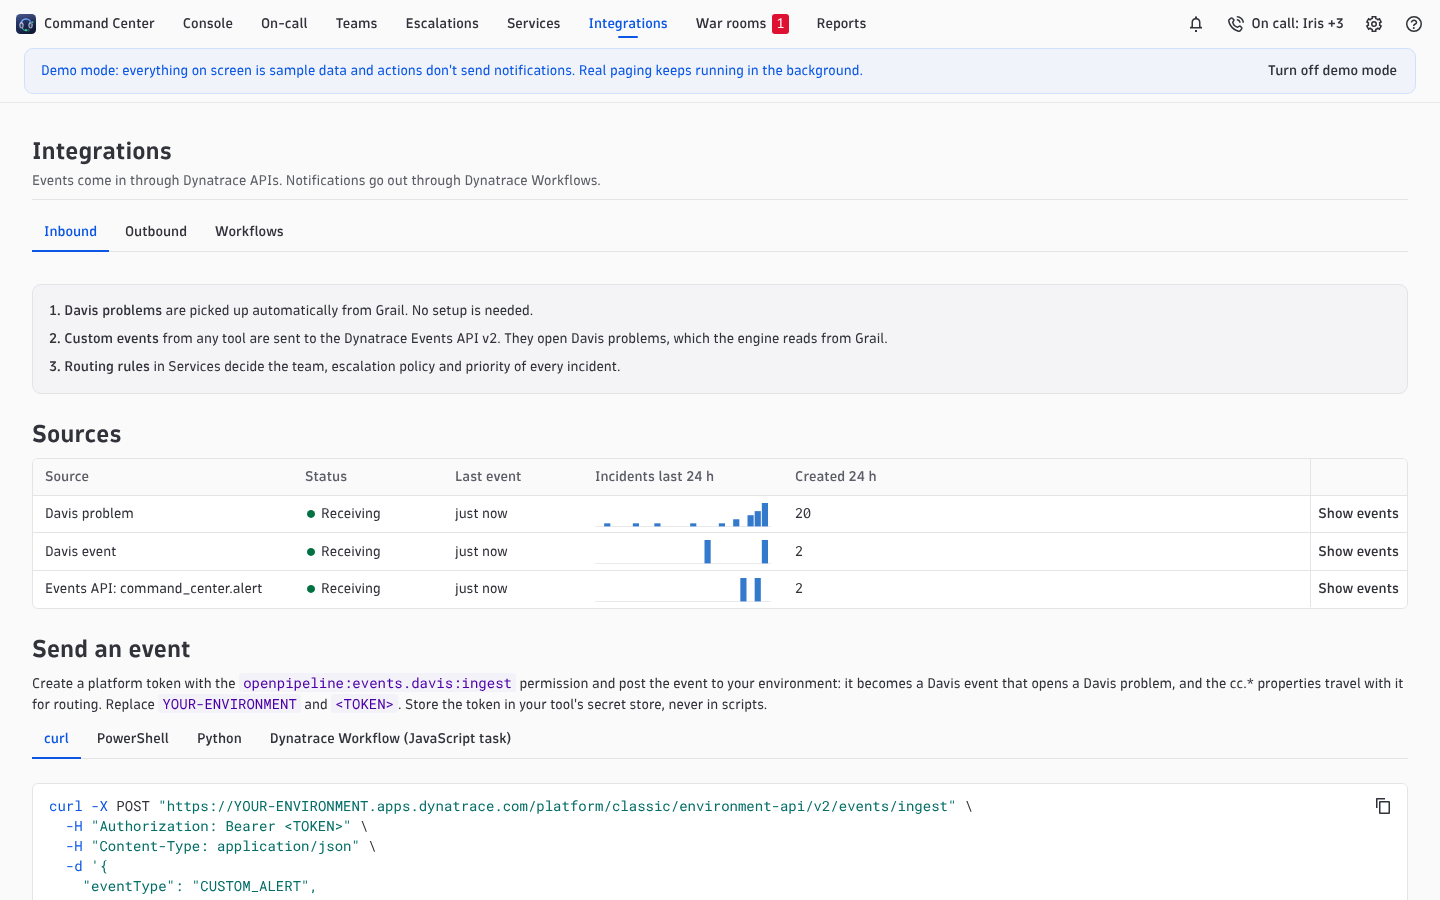 Command Center Console On-call Teams Escalations Services Integrations War rooms 1 Reports On call: Iris +3
Demo mode: everything on screen is sample data and actions don't send notifications. Real paging keeps running in the background. Turn off demo mode
Integrations
Events come in through Dynatrace APIs. Notifications go out through Dynatrace Workflows.
Inbound Outbound Workflows
1. Davis problems are picked up automatically from Grail. No setup is needed.
2. Custom events from any tool are sent to the Dynatrace Events API v2. They open Davis problems, which the engine reads from Grail.
3. Routing rules in Services decide the team, escalation policy and priority of every incident.
Sources
Source Status Last event Incidents last 24 h Created 24 h
Davis problem Receiving just now 20 Show events
Davis event Receiving just now 2 Show events
Events API: command_center.alert Receiving just now 2 Show events
Send an event
Create a platform token with the openpipeline:events.davis:ingest permission and post the event to your environment: it becomes a Davis event that opens a Davis problem, and the cc.* properties travel with it
for routing. Replace YOUR-ENVIRONMENT and <TOKEN>. Store the token in your tool's secret store, never in scripts.
curl PowerShell Python Dynatrace Workflow (JavaScript task)
curl -X POST "https://YOUR-ENVIRONMENT.apps.dynatrace.com/platform/classic/environment-api/v2/events/ingest" \
-H "Authorization: Bearer <TOKEN>" \
-H "Content-Type: application/json" \
-d '{
"eventType": "CUSTOM_ALERT",